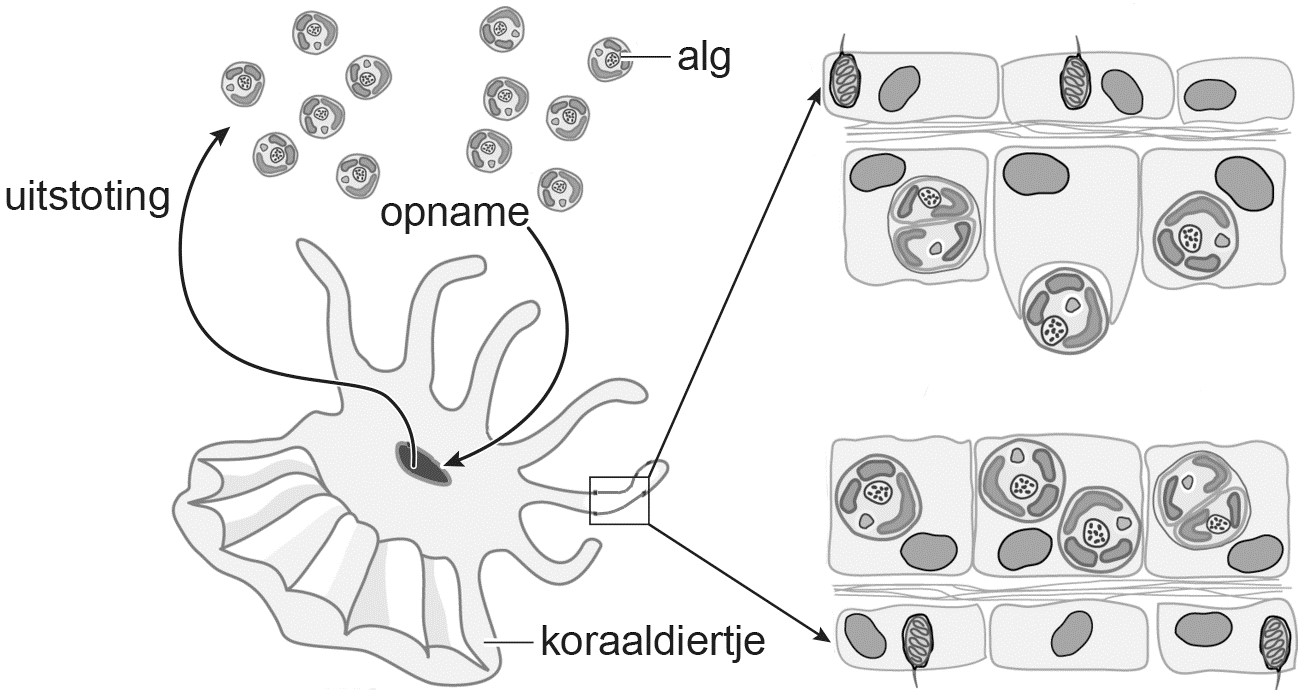 alg
uitstoting
opname
koraaldiertje